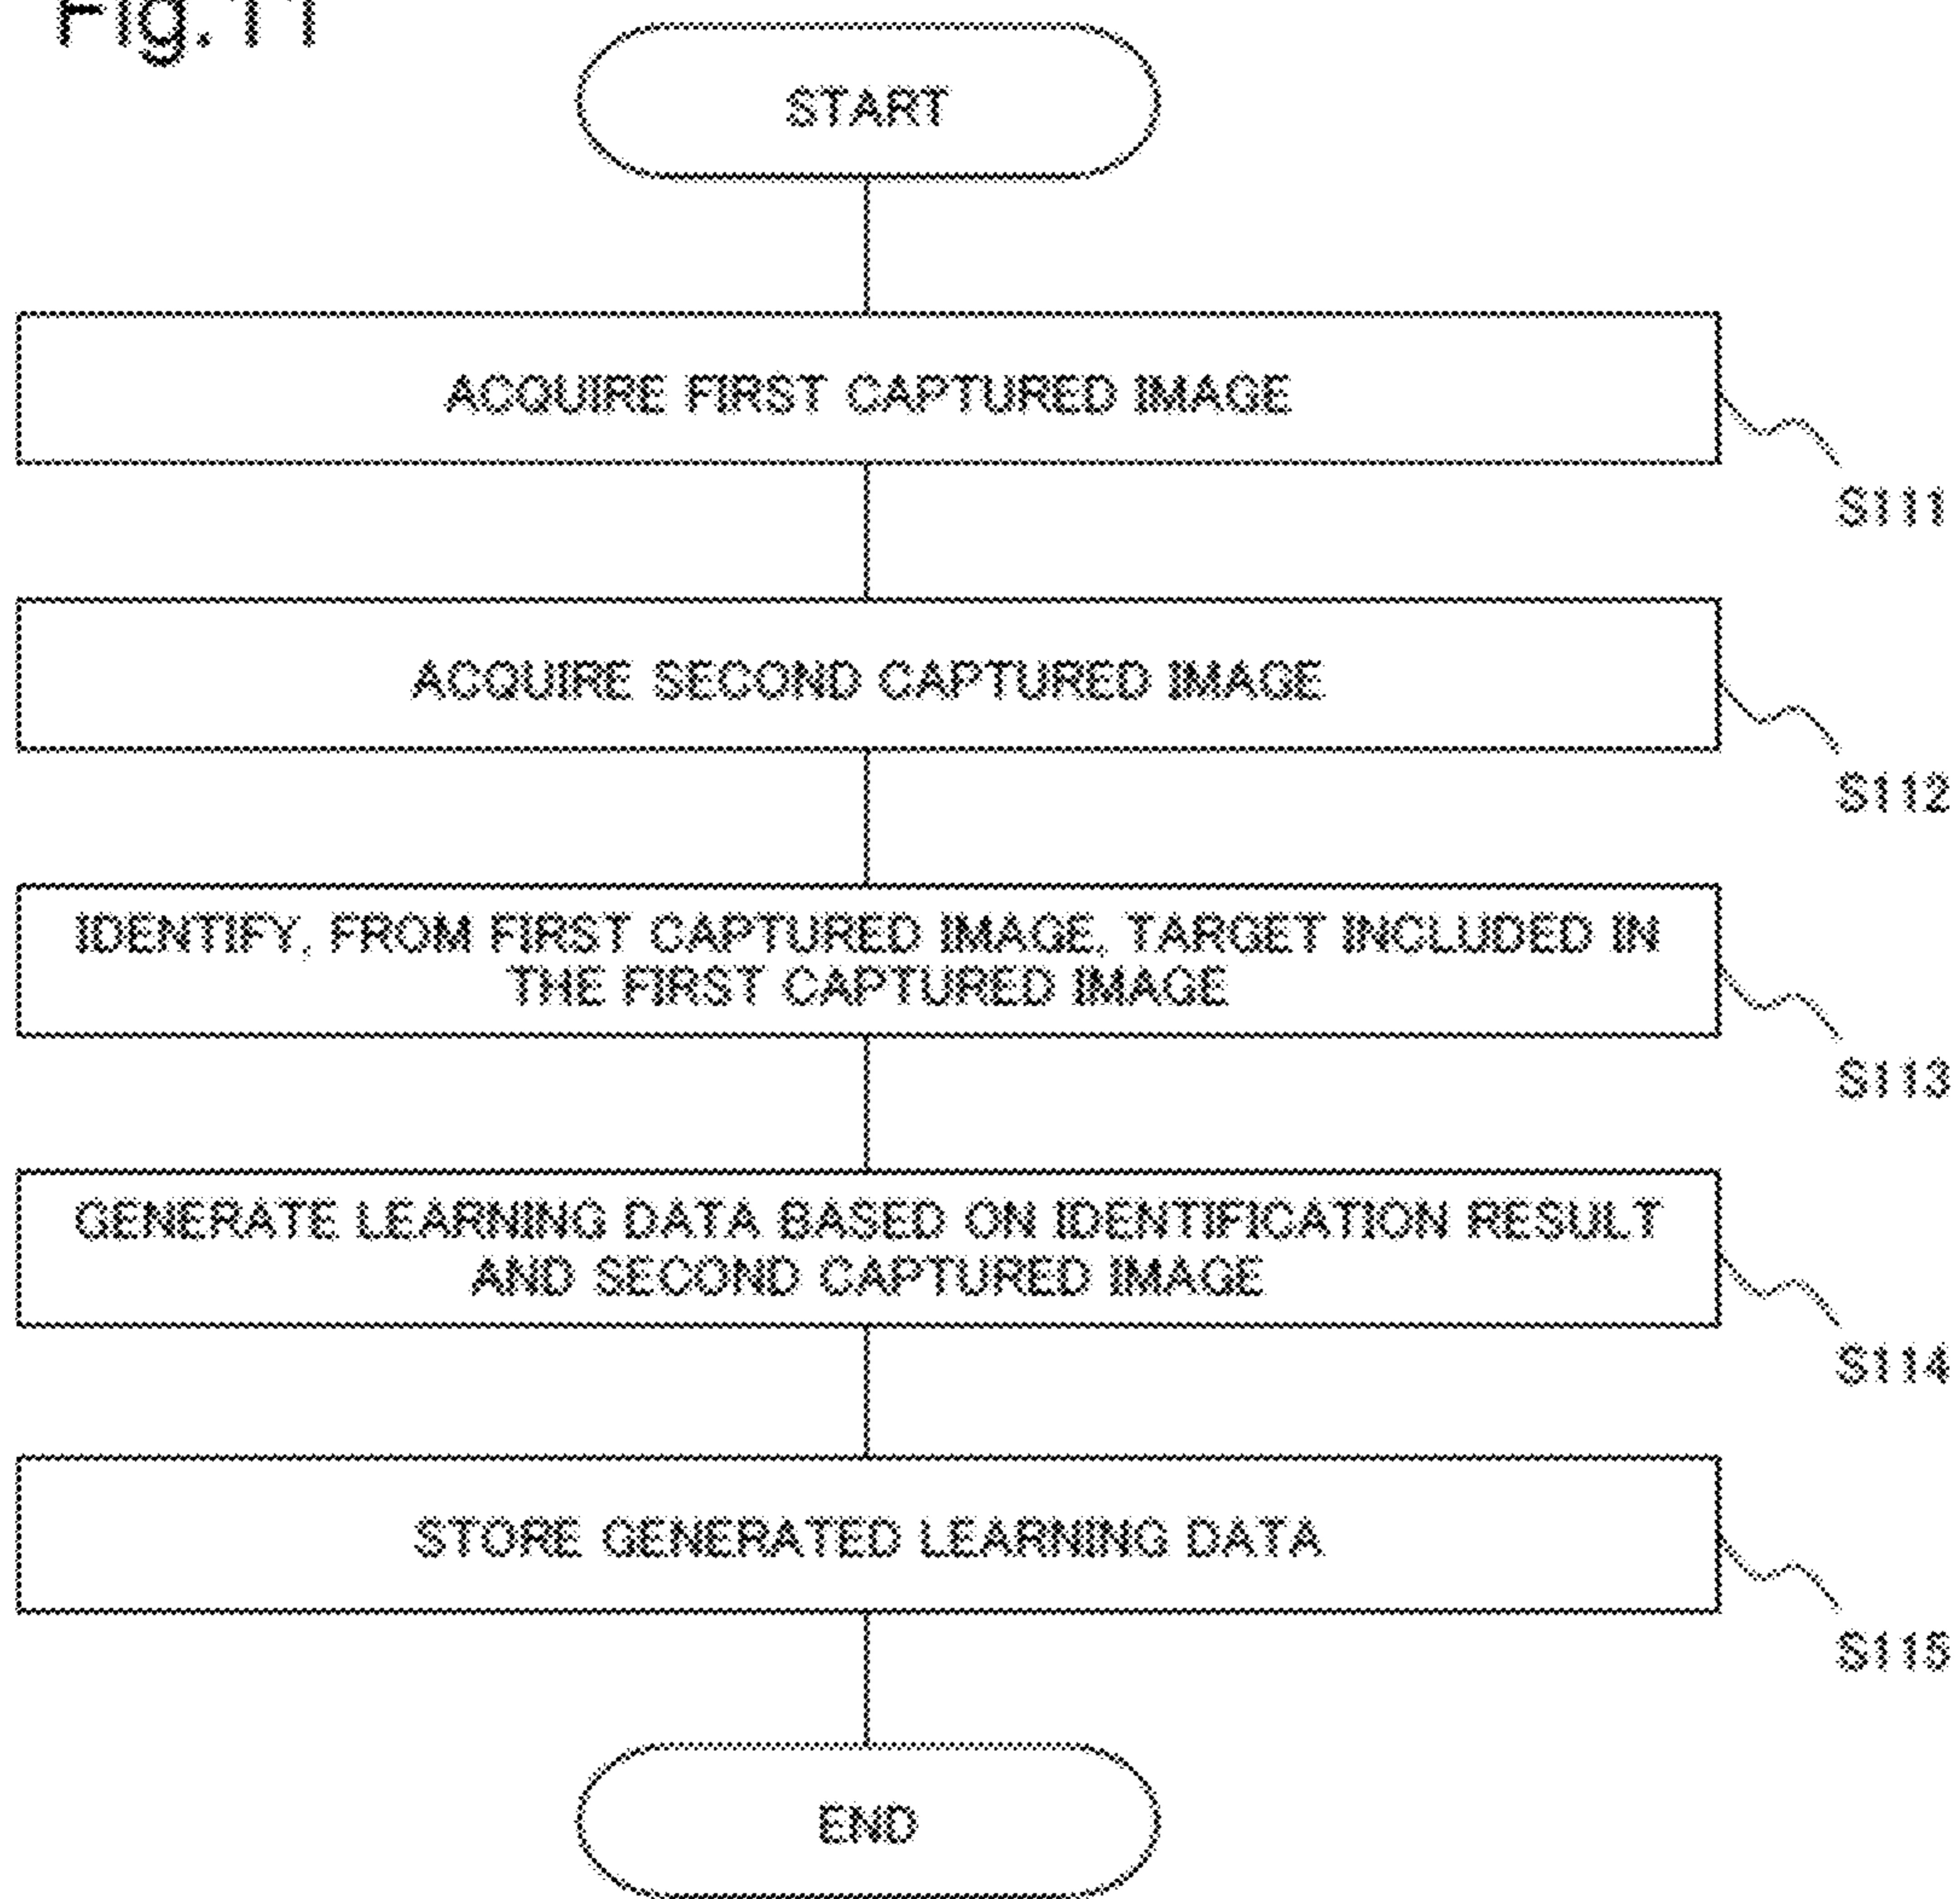 Fig.11
START
ACQUIRE FIRST CAPTURED IMAGE
S111
ACQUIRE SECOND CAPTURED IMAGE
S112
IDENTIFY, FROM FIRST CAPTURED IMAGE, TARGET INCLUDED IN
THE FIRST CAPTURED IMAGE
S113
GENERATE LEARNING DATA BASED ON IDENTIFICATION RESULT
AND SECOND CAPTURED IMAGE
S114
STORE GENERATED LEARNING DATA
S115
END